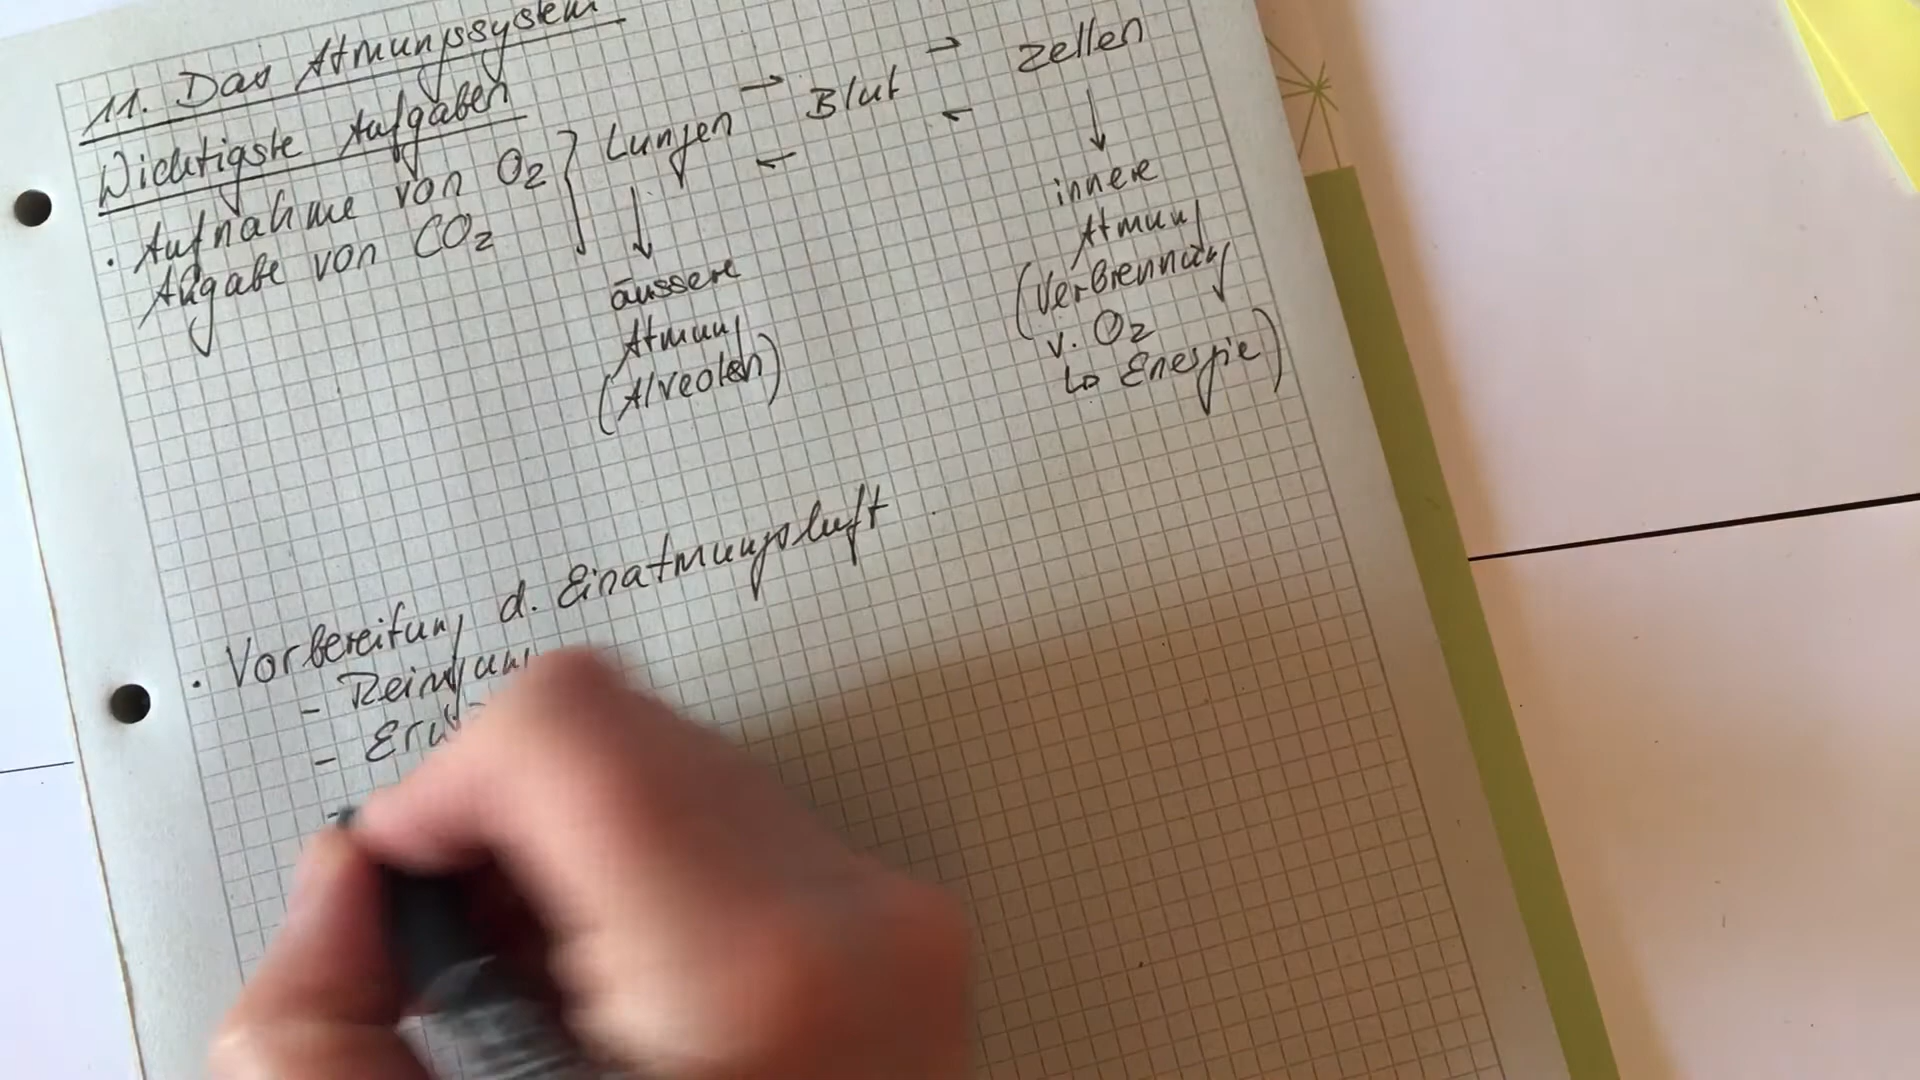 11. Das Atmungssystem
Wichtigste Aufgaben
· Aufnahme von O2 } Lungen → ← Blut → ← Zellen
Abgabe von CO2
↓
äussere
Atmung
(Alveolen)
↓
innere
Atmung
(Verbrennung
v. O2
↳ Energie)
· Vorbereitung d. Einatmungsluft
- Reinigung
-
-